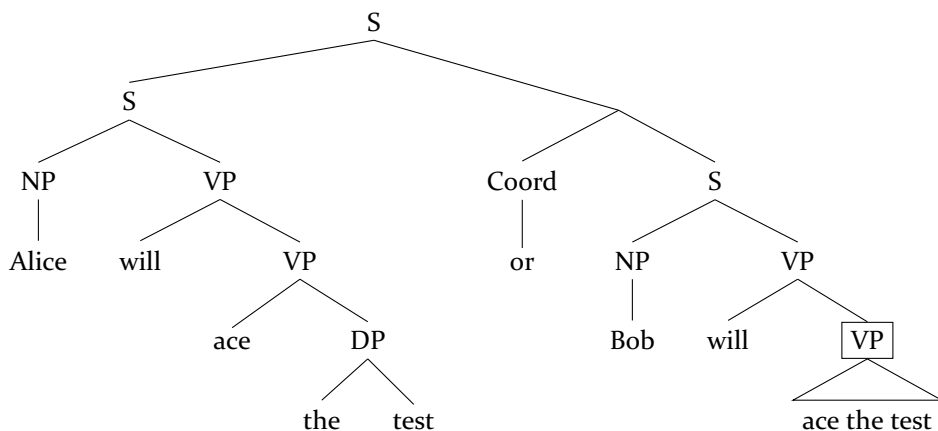 S
S
NP VP Coord S
Alice will VP or NP VP
ace DP Bob will VP
the test ace the test